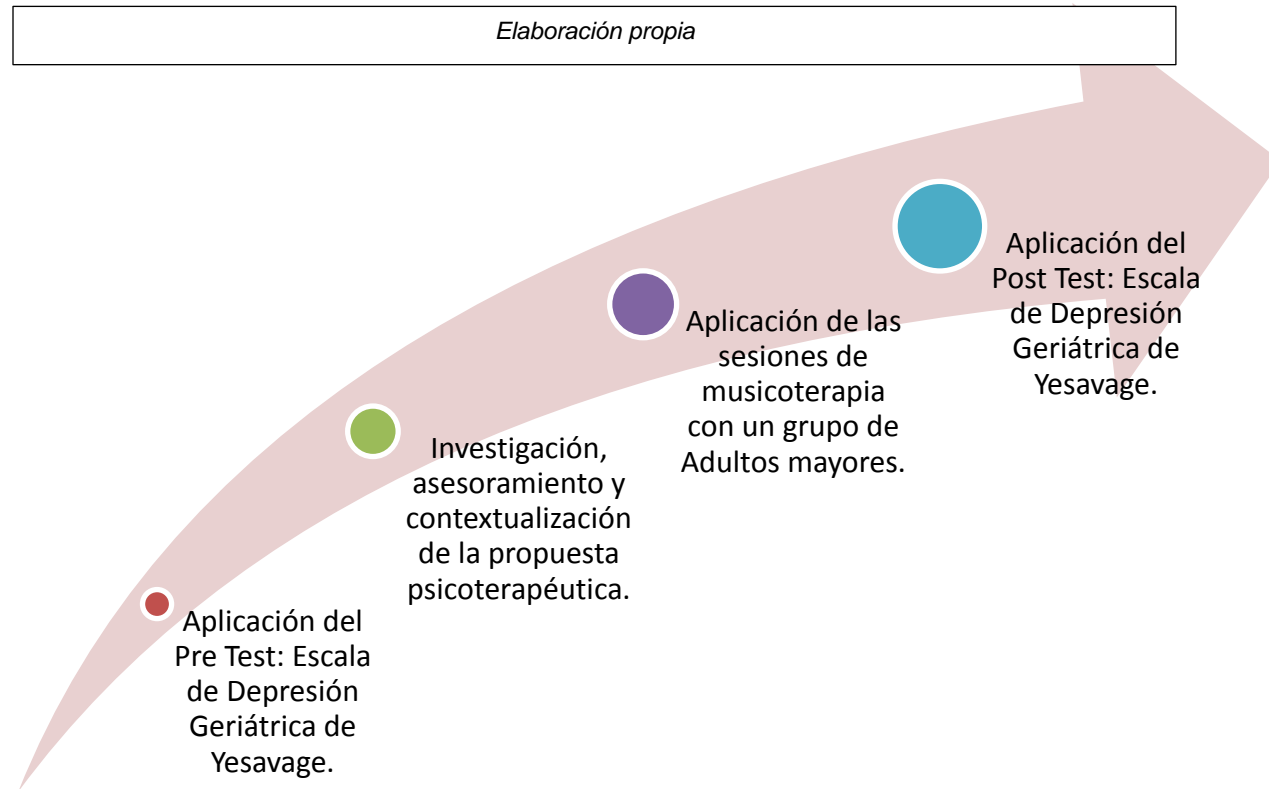 Elaboración propia
Aplicación del
Pre Test: Escala
de Depresión
Geriátrica de
Yesavage.
Investigación,
asesoramiento y
contextualización
de la propuesta
psicoterapéutica.
Aplicación de las
sesiones de
musicoterapia
con un grupo de
Adultos mayores.
Aplicación del
Post Test: Escala
de Depresión
Geriátrica de
Yesavage.